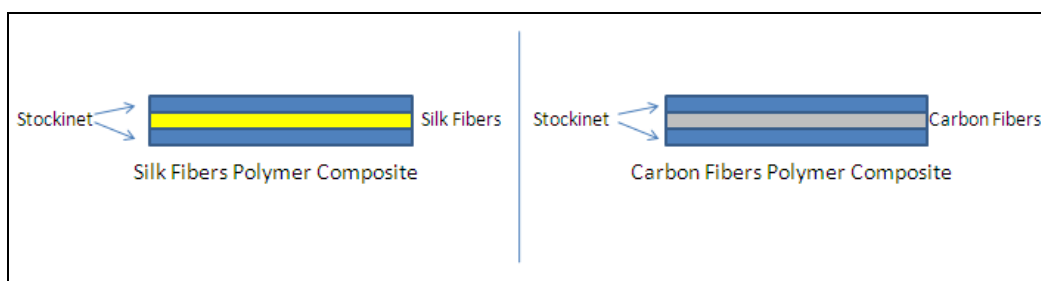 Stockinet
Silk Fibers
Silk Fibers Polymer Composite
Stockinet
Carbon Fibers
Carbon Fibers Polymer Composite